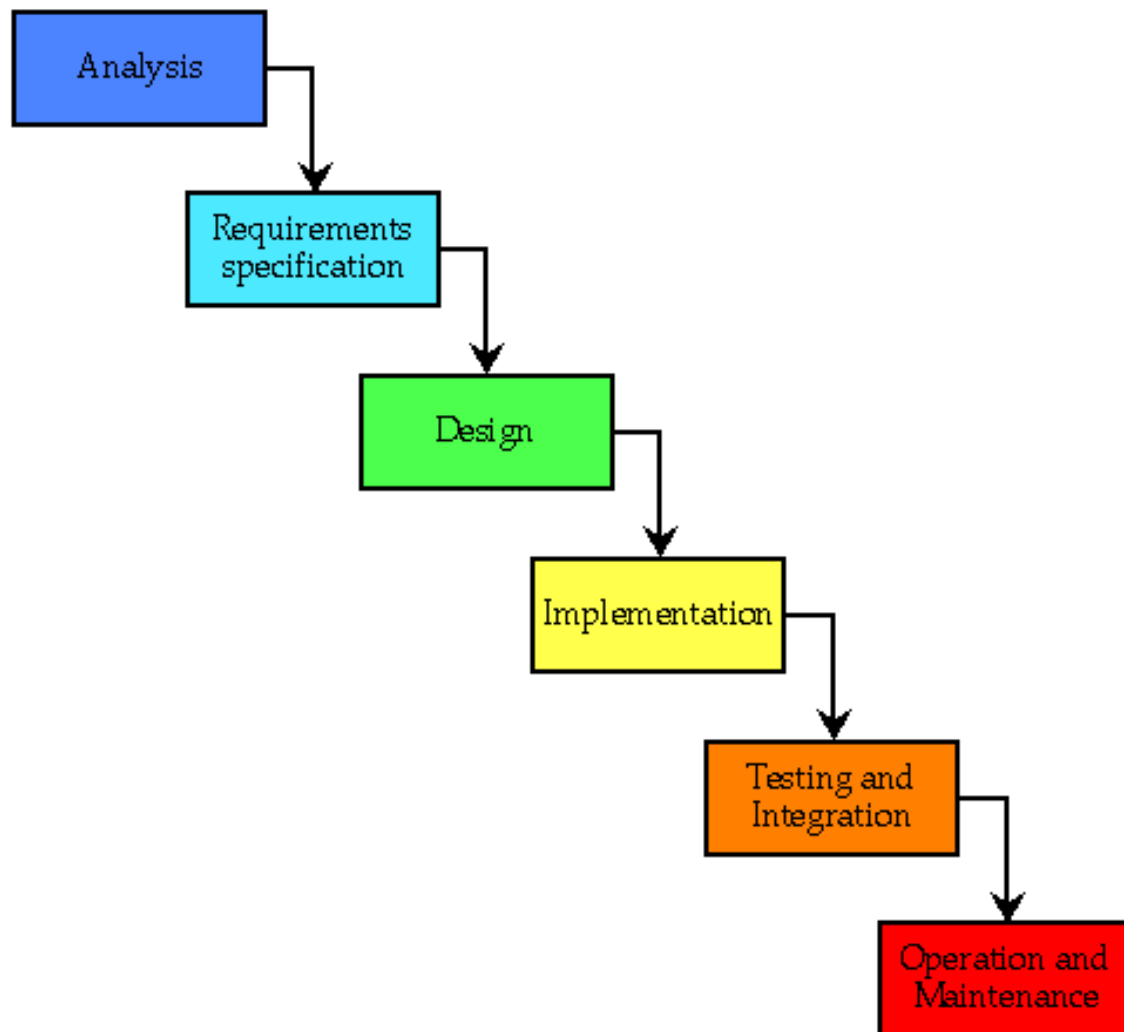 Analysis
Requirements
specification
Design
Implementation
Testing and
Integration
Operation and
Maintenance